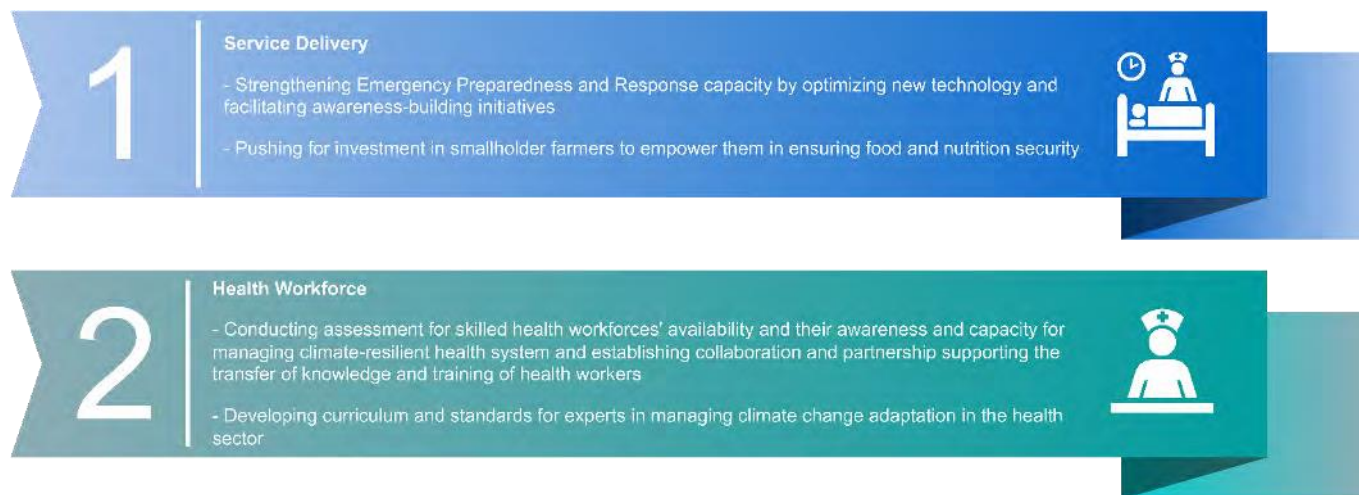 1
Service Delivery
- Strengthening Emergency Preparedness and Response capacity by optimizing new technology and
facilitating awareness-building initiatives
- Pushing for investment in smallholder farmers to empower them in ensuring food and nutrition security
2
Health Workforce
- Conducting assessment for skilled health workforces' availability and their awareness and capacity for
managing climate-resilient health system and establishing collaboration and partnership supporting the
transfer of knowledge and training of health workers
- Developing curriculum and standards for experts in managing climate change adaptation in the health
sector